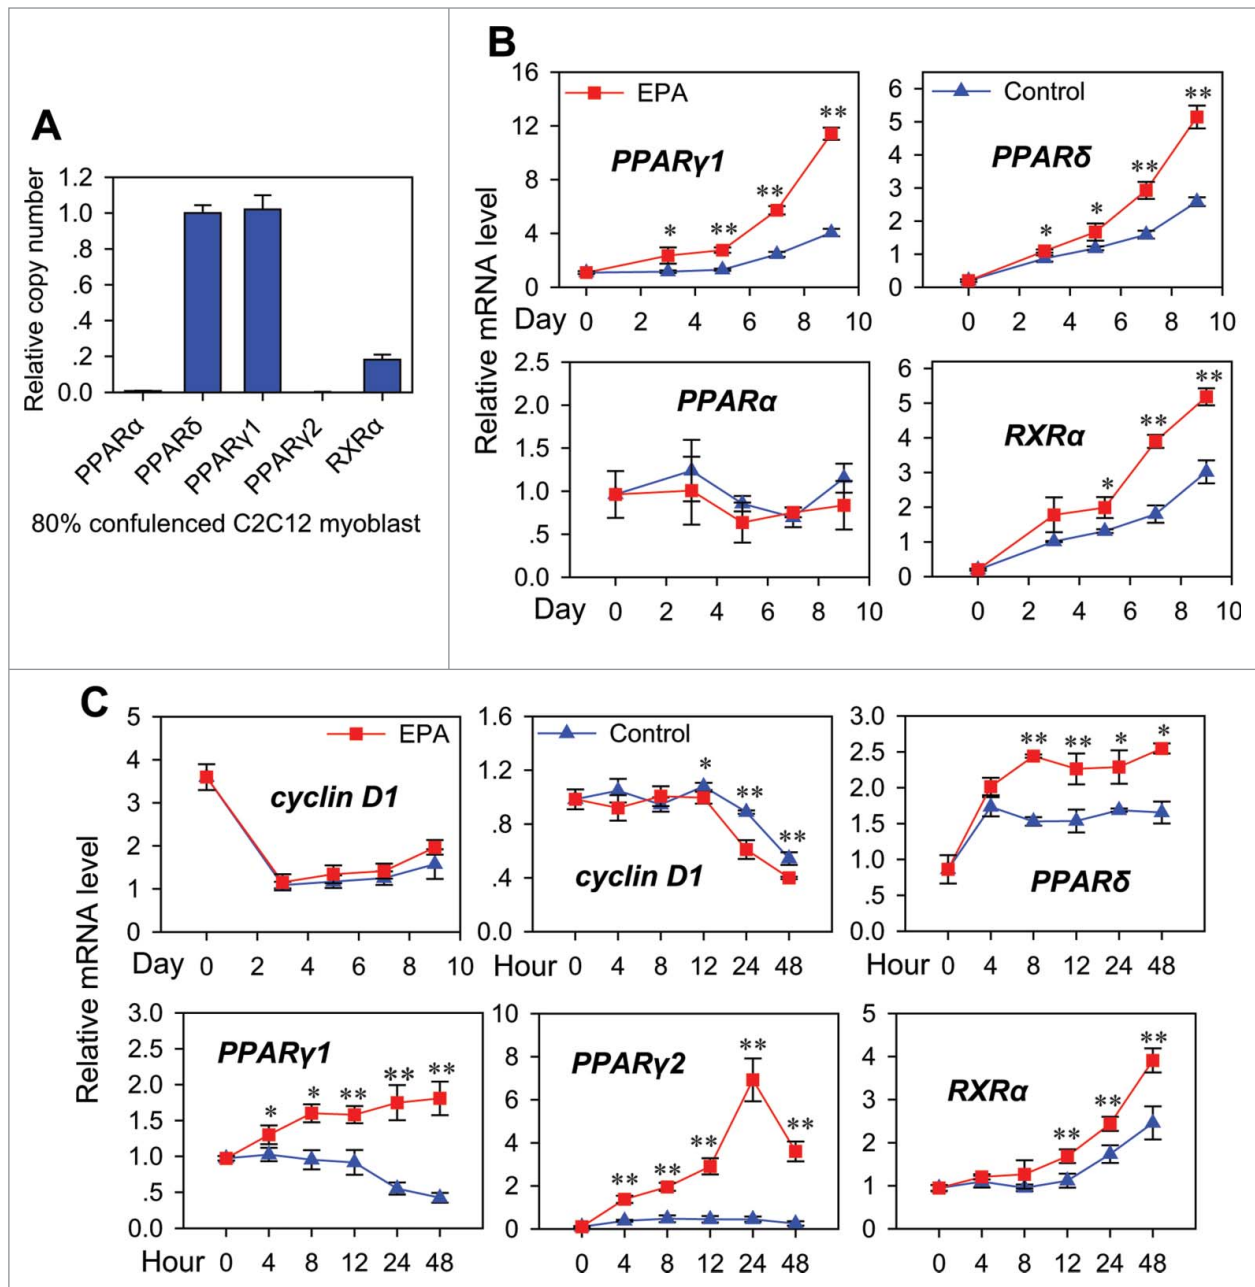 A
Relative copy number
1.2
1.0
.8
.6
.4
.2
0.0
PPARα
PPARδ
PPARγ1
PPARγ2
RXRα
80% confulenced C2C12 myoblast
B
Relative mRNA level
EPA
PPARγ1
16
12
8
4
0
* ** ** **
Day 0 2 4 6 8 10
Control
PPARδ
6
5
4
3
2
1
0
* * ** **
0 2 4 6 8 10
PPARα
2.5
2.0
1.5
1.0
.5
0.0
Day 0 2 4 6 8 10
RXRα
6
5
4
3
2
1
0
* ** **
0 2 4 6 8 10
C
Relative mRNA level
EPA
cyclin D1
5
4
3
2
1
0
Day 0 2 4 6 8 10
Control
cyclin D1
1.6
1.2
.8
.4
0.0
* ** **
Hour 0 4 8 12 24 48
PPARδ
3.0
2.5
2.0
1.5
1.0
.5
0.0
** ** * *
Hour 0 4 8 12 24 48
PPARγ1
3.0
2.5
2.0
1.5
1.0
.5
0.0
* * ** ** **
Hour 0 4 8 12 24 48
PPARγ2
10
8
6
4
2
0
** ** ** ** **
0 4 8 12 24 48
RXRα
5
4
3
2
1
0
** ** **
0 4 8 12 24 48